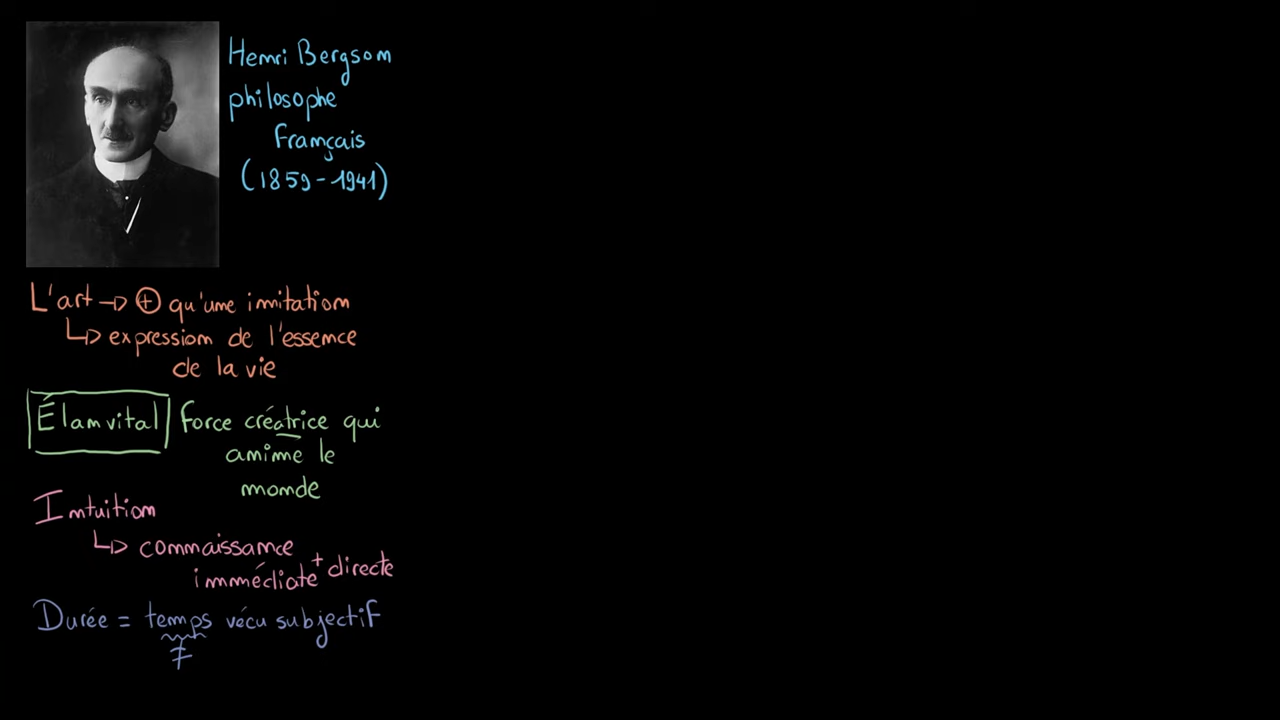 Henri Bergson
philosophe
Français
(1859-1941)
L'art → ⊕ qu'une imitation
↳ expression de l'essence
de la vie
Élan vital Force créatrice qui
anime le
monde
Intuition
↳ connaissance
immédiate + directe
Durée = temps vécu subjectif
≠